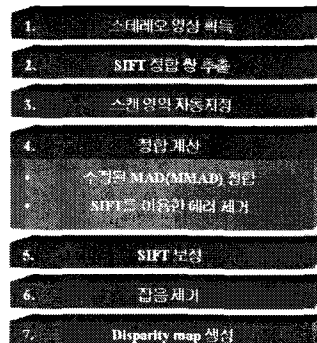 1. 스테레오 영상 획득
2. SIFT 정합 쌍 추출
3. 스캔 영역 자동지정
4. 정합 계산
• 수정된 MAD(MMAD) 정합
• SIFT를 이용한 에러 제거
5. SIFT 보정
6. 잡음 제거
7. Disparity map 생성